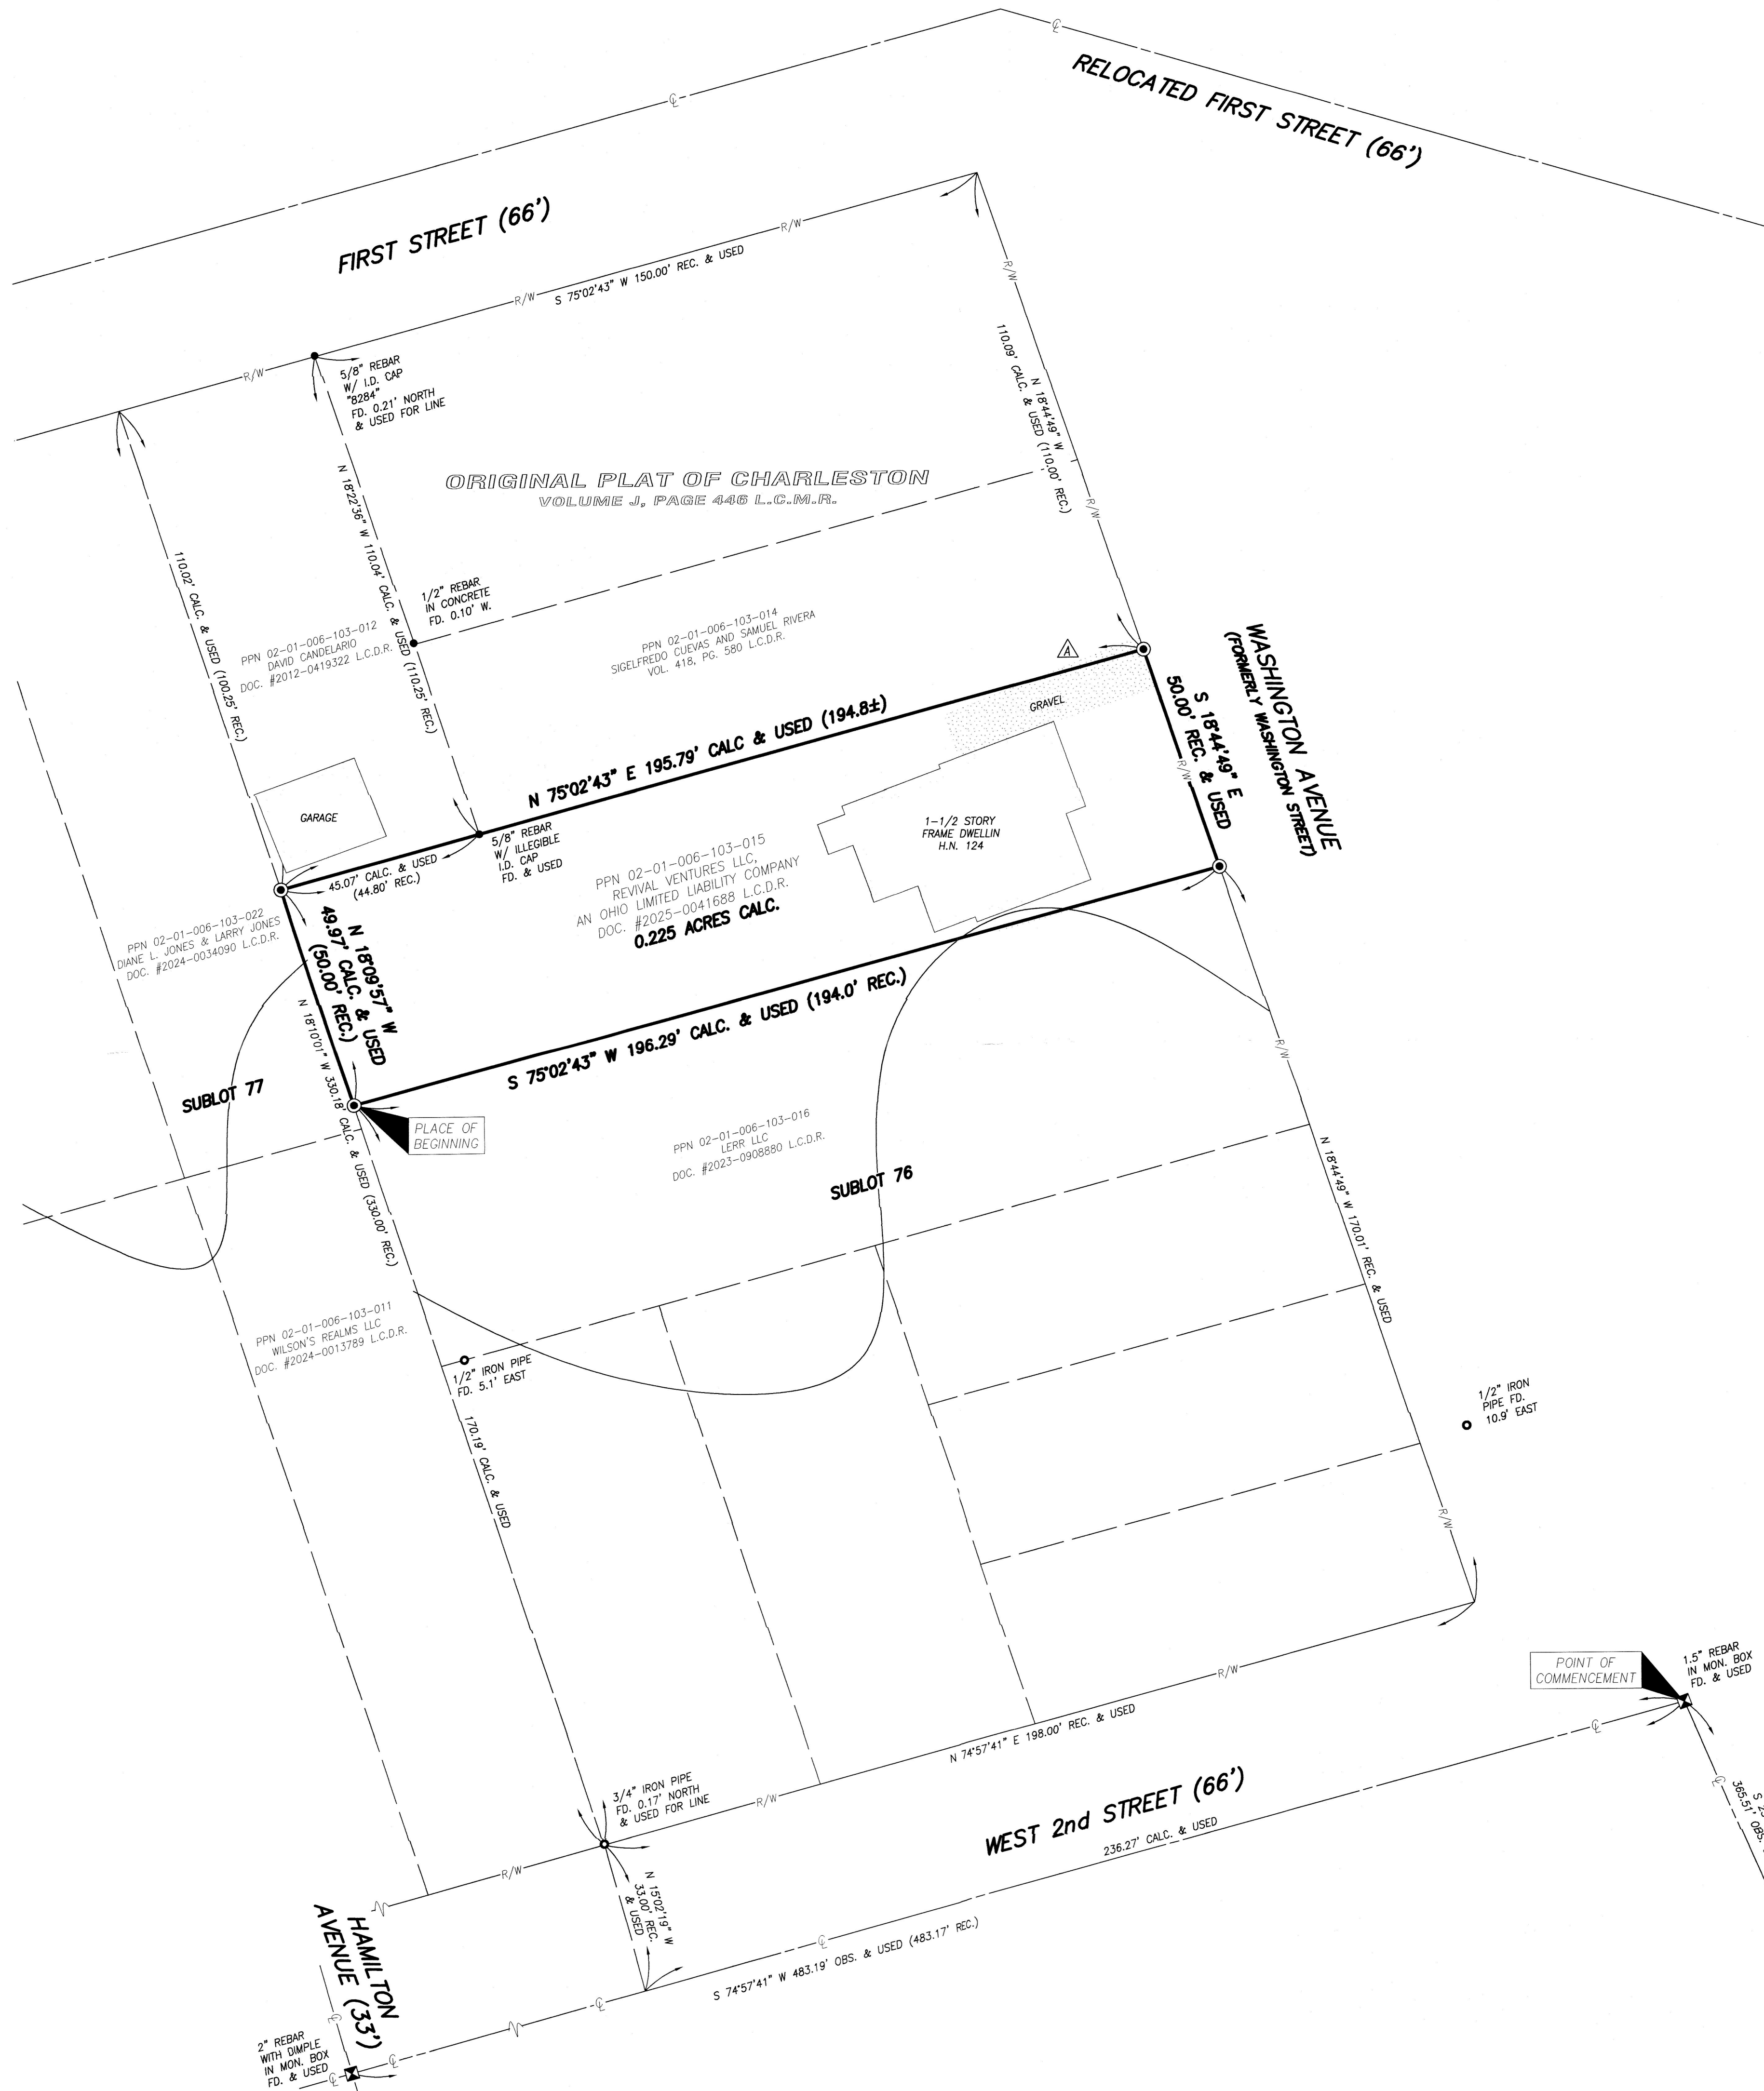 ℄
RELOCATED FIRST STREET (66')
℄
FIRST STREET (66')
R/W
R/W
S 75°02'43" W 150.00' REC. & USED
R/W
R/W
5/8" REBAR
W/ I.D. CAP
"8284"
FD. 0.21' NORTH
& USED FOR LINE
N 18°44'49" W
110.09' CALC. & USED (110.00' REC.)
R/W
ORIGINAL PLAT OF CHARLESTON
VOLUME J, PAGE 446 L.C.M.R.
N 18°22'36" W 110.04' CALC. & USED (110.25' REC.)
110.02' CALC. & USED (100.25' REC.)
1/2" REBAR
IN CONCRETE
FD. 0.10' W.
PPN 02-01-006-103-012
DAVID CANDELARIO
DOC. #2012-0419322 L.C.D.R.
PPN 02-01-006-103-014
SIGELFREDO CUEVAS AND SAMUEL RIVERA
VOL. 418, PG. 580 L.C.D.R.
A
WASHINGTON AVENUE
(FORMERLY WASHINGTON STREET)
S 18°44'49" E
50.00' REC. & USED
R/W
GRAVEL
N 75°02'43" E 195.79' CALC & USED (194.8±)
GARAGE
1-1/2 STORY
FRAME DWELLIN
H.N. 124
5/8" REBAR
W/ ILLEGIBLE
I.D. CAP
FD. & USED
45.07' CALC. & USED
(44.80' REC.)
PPN 02-01-006-103-015
REVIVAL VENTURES LLC,
AN OHIO LIMITED LIABILITY COMPANY
DOC. #2025-0041688 L.C.D.R.
0.225 ACRES CALC.
PPN 02-01-006-103-022
DIANE L. JONES & LARRY JONES
DOC. #2024-0034090 L.C.D.R.
N 18°09'57" W
49.97' CALC. & USED
(50.00' REC.)
N 18°10'01" W 330.18' CALC. & USED (330.00' REC.)
S 75°02'43" W 196.29' CALC. & USED (194.0' REC.)
R/W
SUBLOT 77
PLACE OF
BEGINNING
PPN 02-01-006-103-016
LERR LLC
DOC. #2023-0908880 L.C.D.R.
SUBLOT 76
N 18°44'49" W 170.01' REC. & USED
PPN 02-01-006-103-011
WILSON'S REALMS LLC
DOC. #2024-0013789 L.C.D.R.
1/2" IRON PIPE
FD. 5.1' EAST
1/2" IRON
PIPE FD.
10.9' EAST
170.19' CALC. & USED
R/W
POINT OF
COMMENCEMENT
1.5" REBAR
IN MON. BOX
FD. & USED
R/W
N 74°57'41" E 198.00' REC. & USED
℄
℄
365.51' OBS.
3/4" IRON PIPE
FD. 0.17' NORTH
& USED FOR LINE
R/W
WEST 2nd STREET (66')
236.27' CALC. & USED
R/W
N 15°02'19" W
33.00' REC.
& USED
HAMILTON
AVENUE (33')
℄
S 74°57'41" W 483.19' OBS. & USED (483.17' REC.)
℄
℄
℄
2" REBAR
WITH DIMPLE
IN MON. BOX
FD. & USED
℄